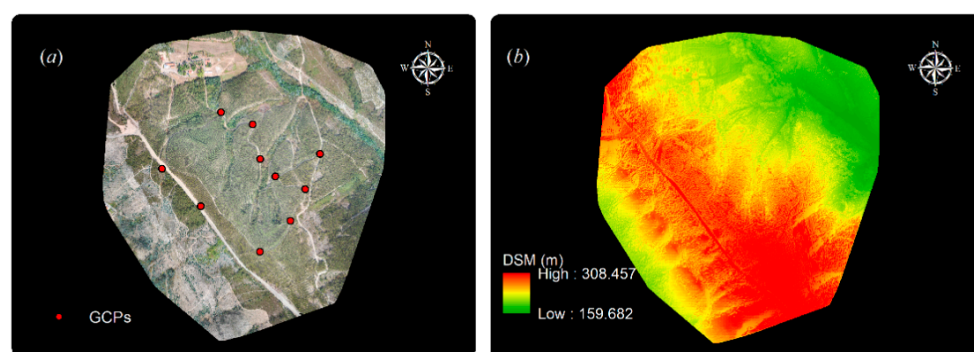 (a)
N
W E
S
GCPs
(b)
N
W E
S
DSM (m)
High : 308.457
Low : 159.682